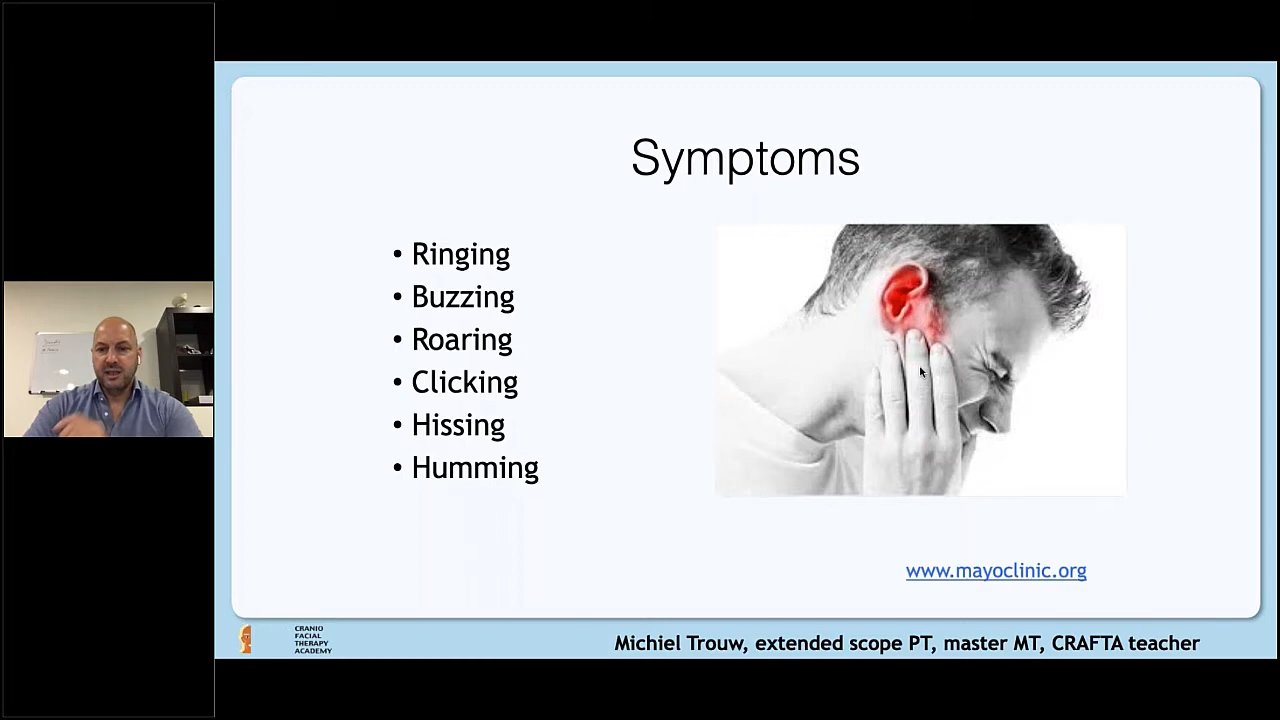 Symptoms
• Ringing
• Buzzing
• Roaring
• Clicking
• Hissing
• Humming
www.mayoclinic.org
CRANIO
FACIAL
THERAPY
ACADEMY
Michiel Trouw, extended scope PT, master MT, CRAFTA teacher